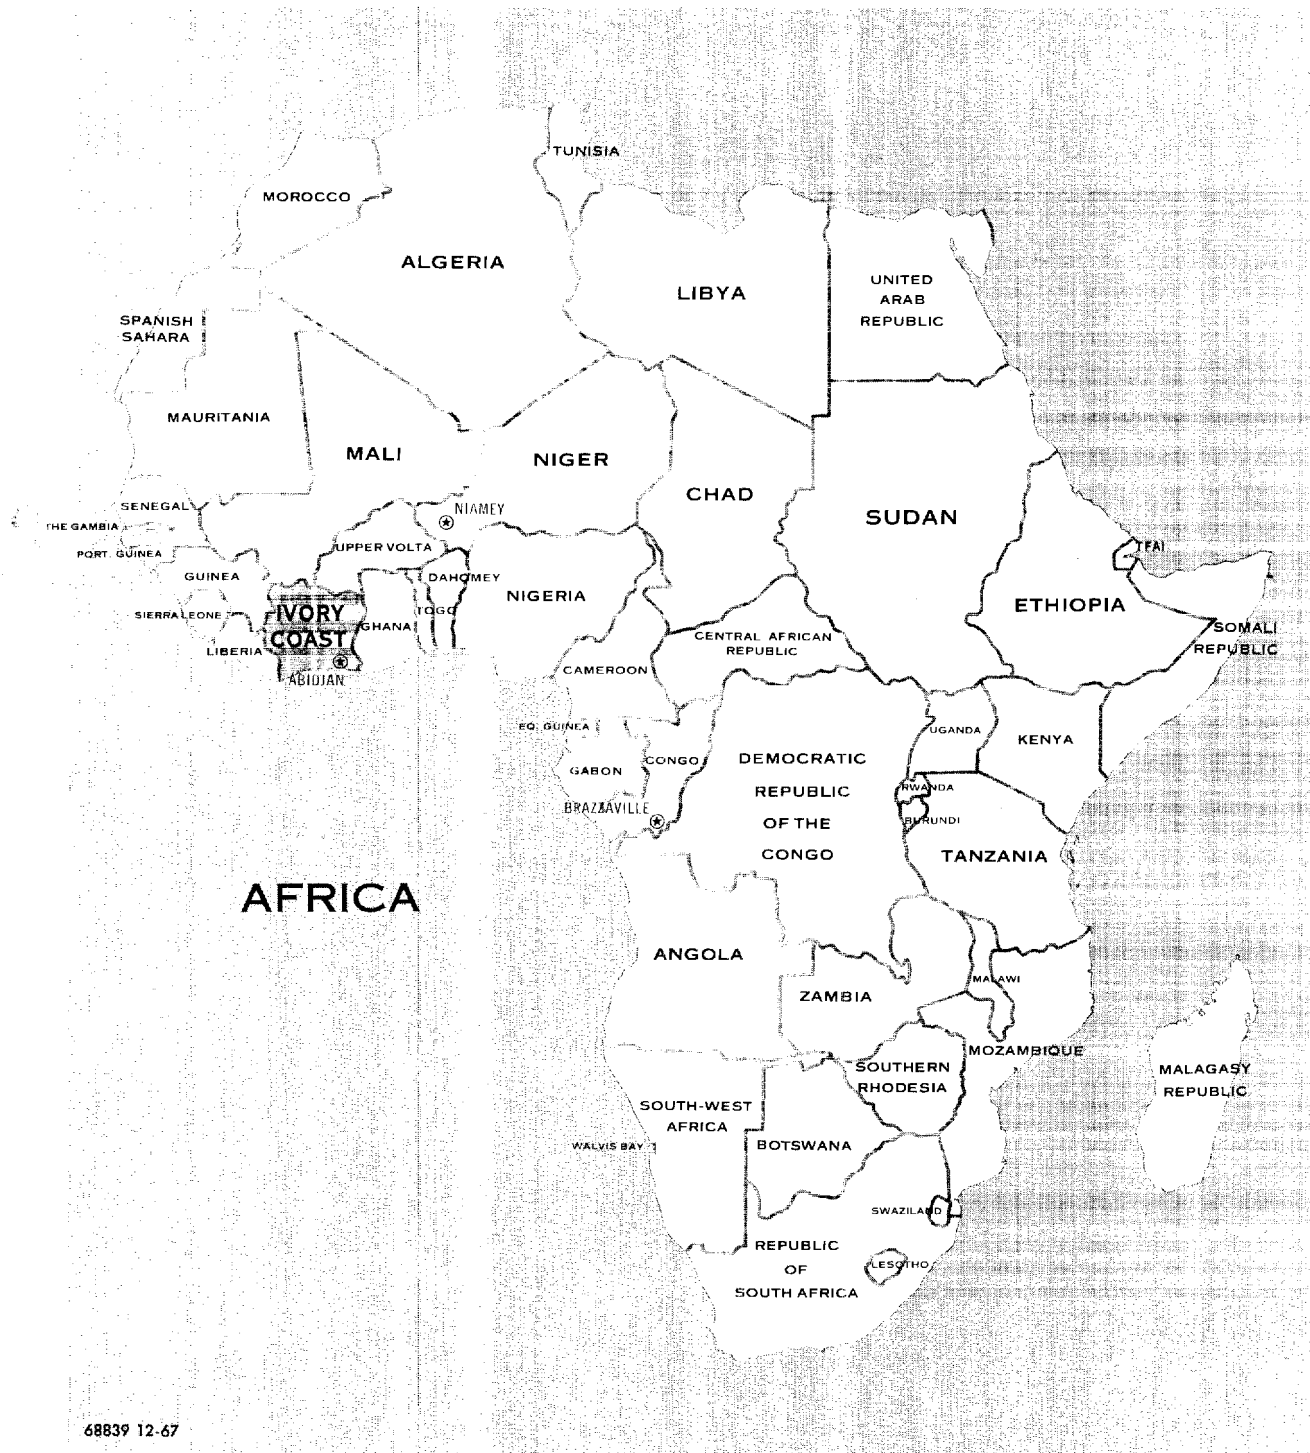 TUNISIA
MOROCCO
ALGERIA
LIBYA
UNITED
ARAB
REPUBLIC
SPANISH
SAHARA
MAURITANIA
MALI
NIGER
CHAD
SUDAN
SENEGAL
NIAMEY
THE GAMBIA
PORT. GUINEA
UPPER VOLTA
TFAI
GUINEA
DAHOMEY
NIGERIA
ETHIOPIA
SIERRA LEONE
IVORY
COAST
TOGO
GHANA
SOMALI
REPUBLIC
LIBERIA
CENTRAL AFRICAN
REPUBLIC
ABIDJAN
CAMEROON
EQ. GUINEA
UGANDA
KENYA
GABON
CONGO
DEMOCRATIC
REPUBLIC
OF THE
CONGO
RWANDA
BURUNDI
BRAZZAVILLE
TANZANIA
AFRICA
ANGOLA
ZAMBIA
MALAWI
MOZAMBIQUE
SOUTHERN
RHODESIA
MALAGASY
REPUBLIC
SOUTH-WEST
AFRICA
WALVIS BAY
BOTSWANA
SWAZILAND
REPUBLIC
OF
SOUTH AFRICA
LESOTHO
68839 12-67